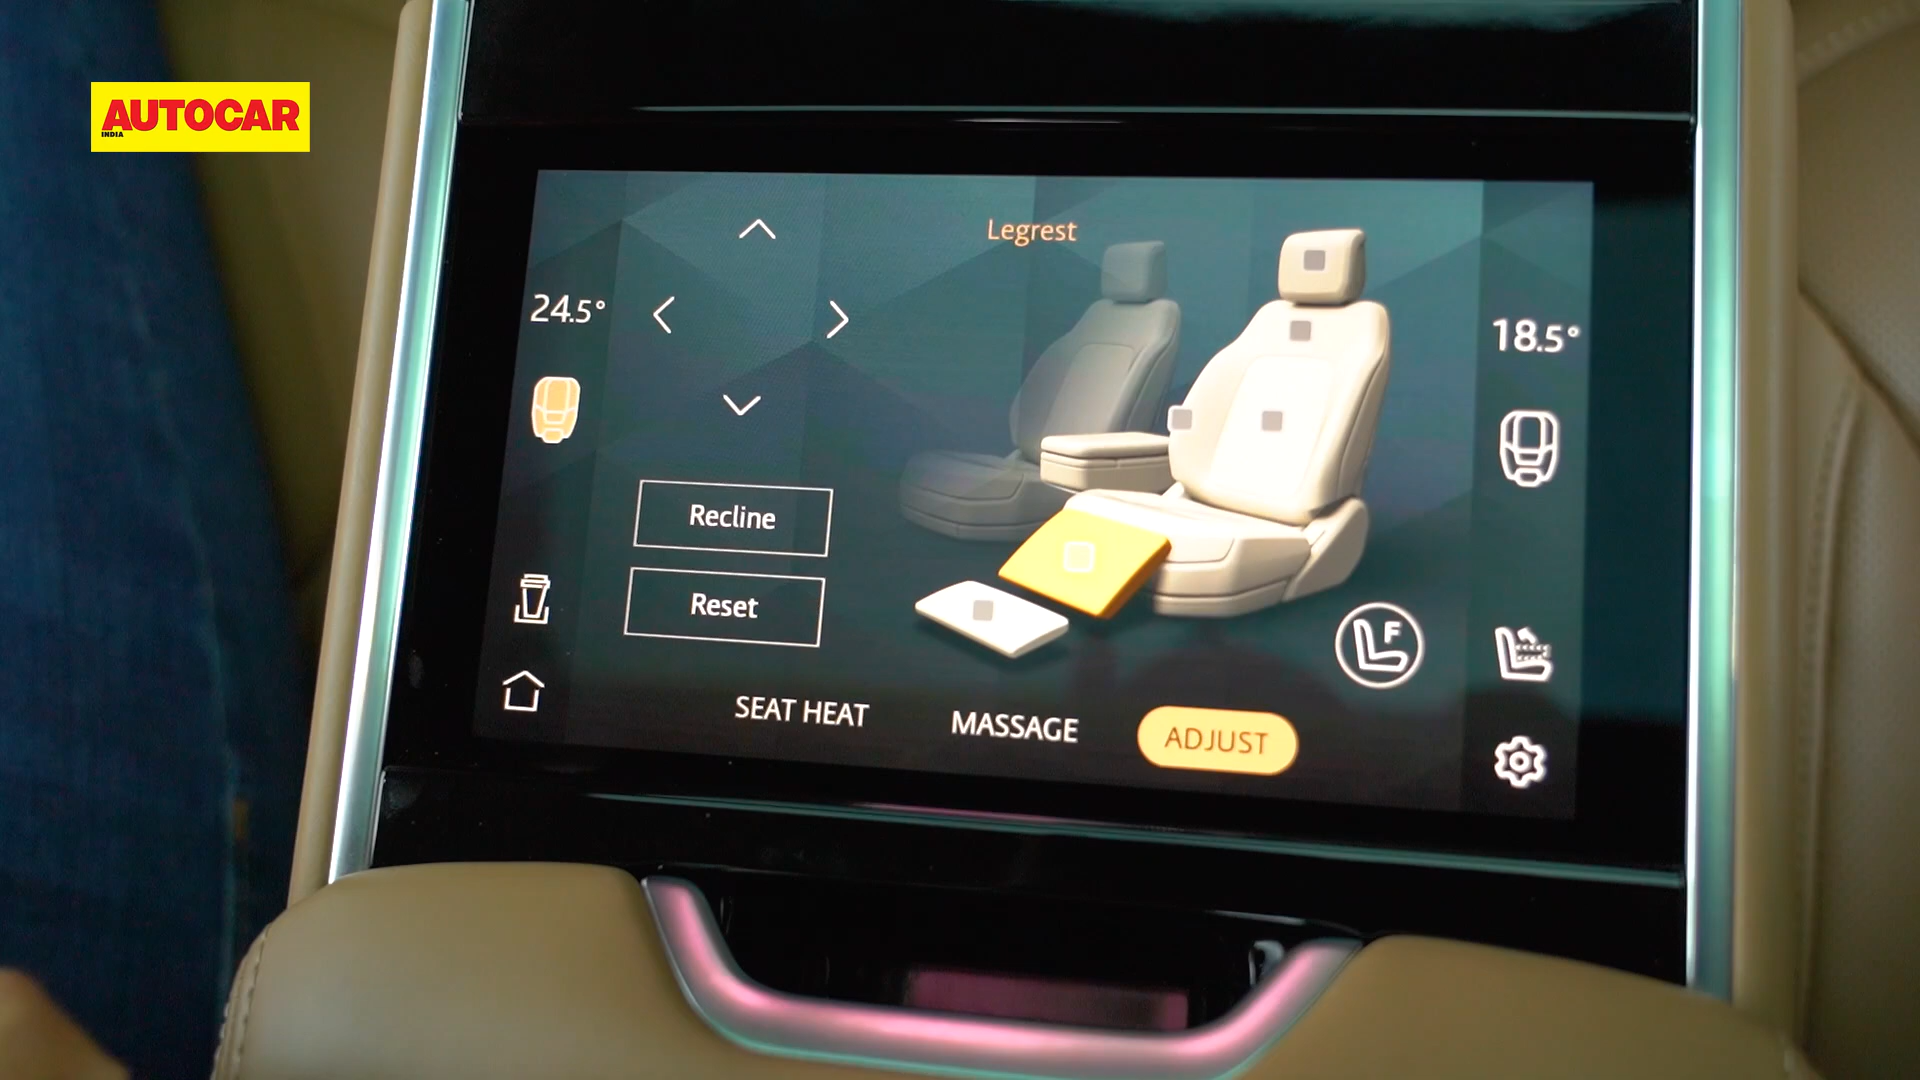 AUTOCAR
INDIA
Legrest
24.5°
18.5°
Recline
Reset
F
SEAT HEAT
MASSAGE
ADJUST